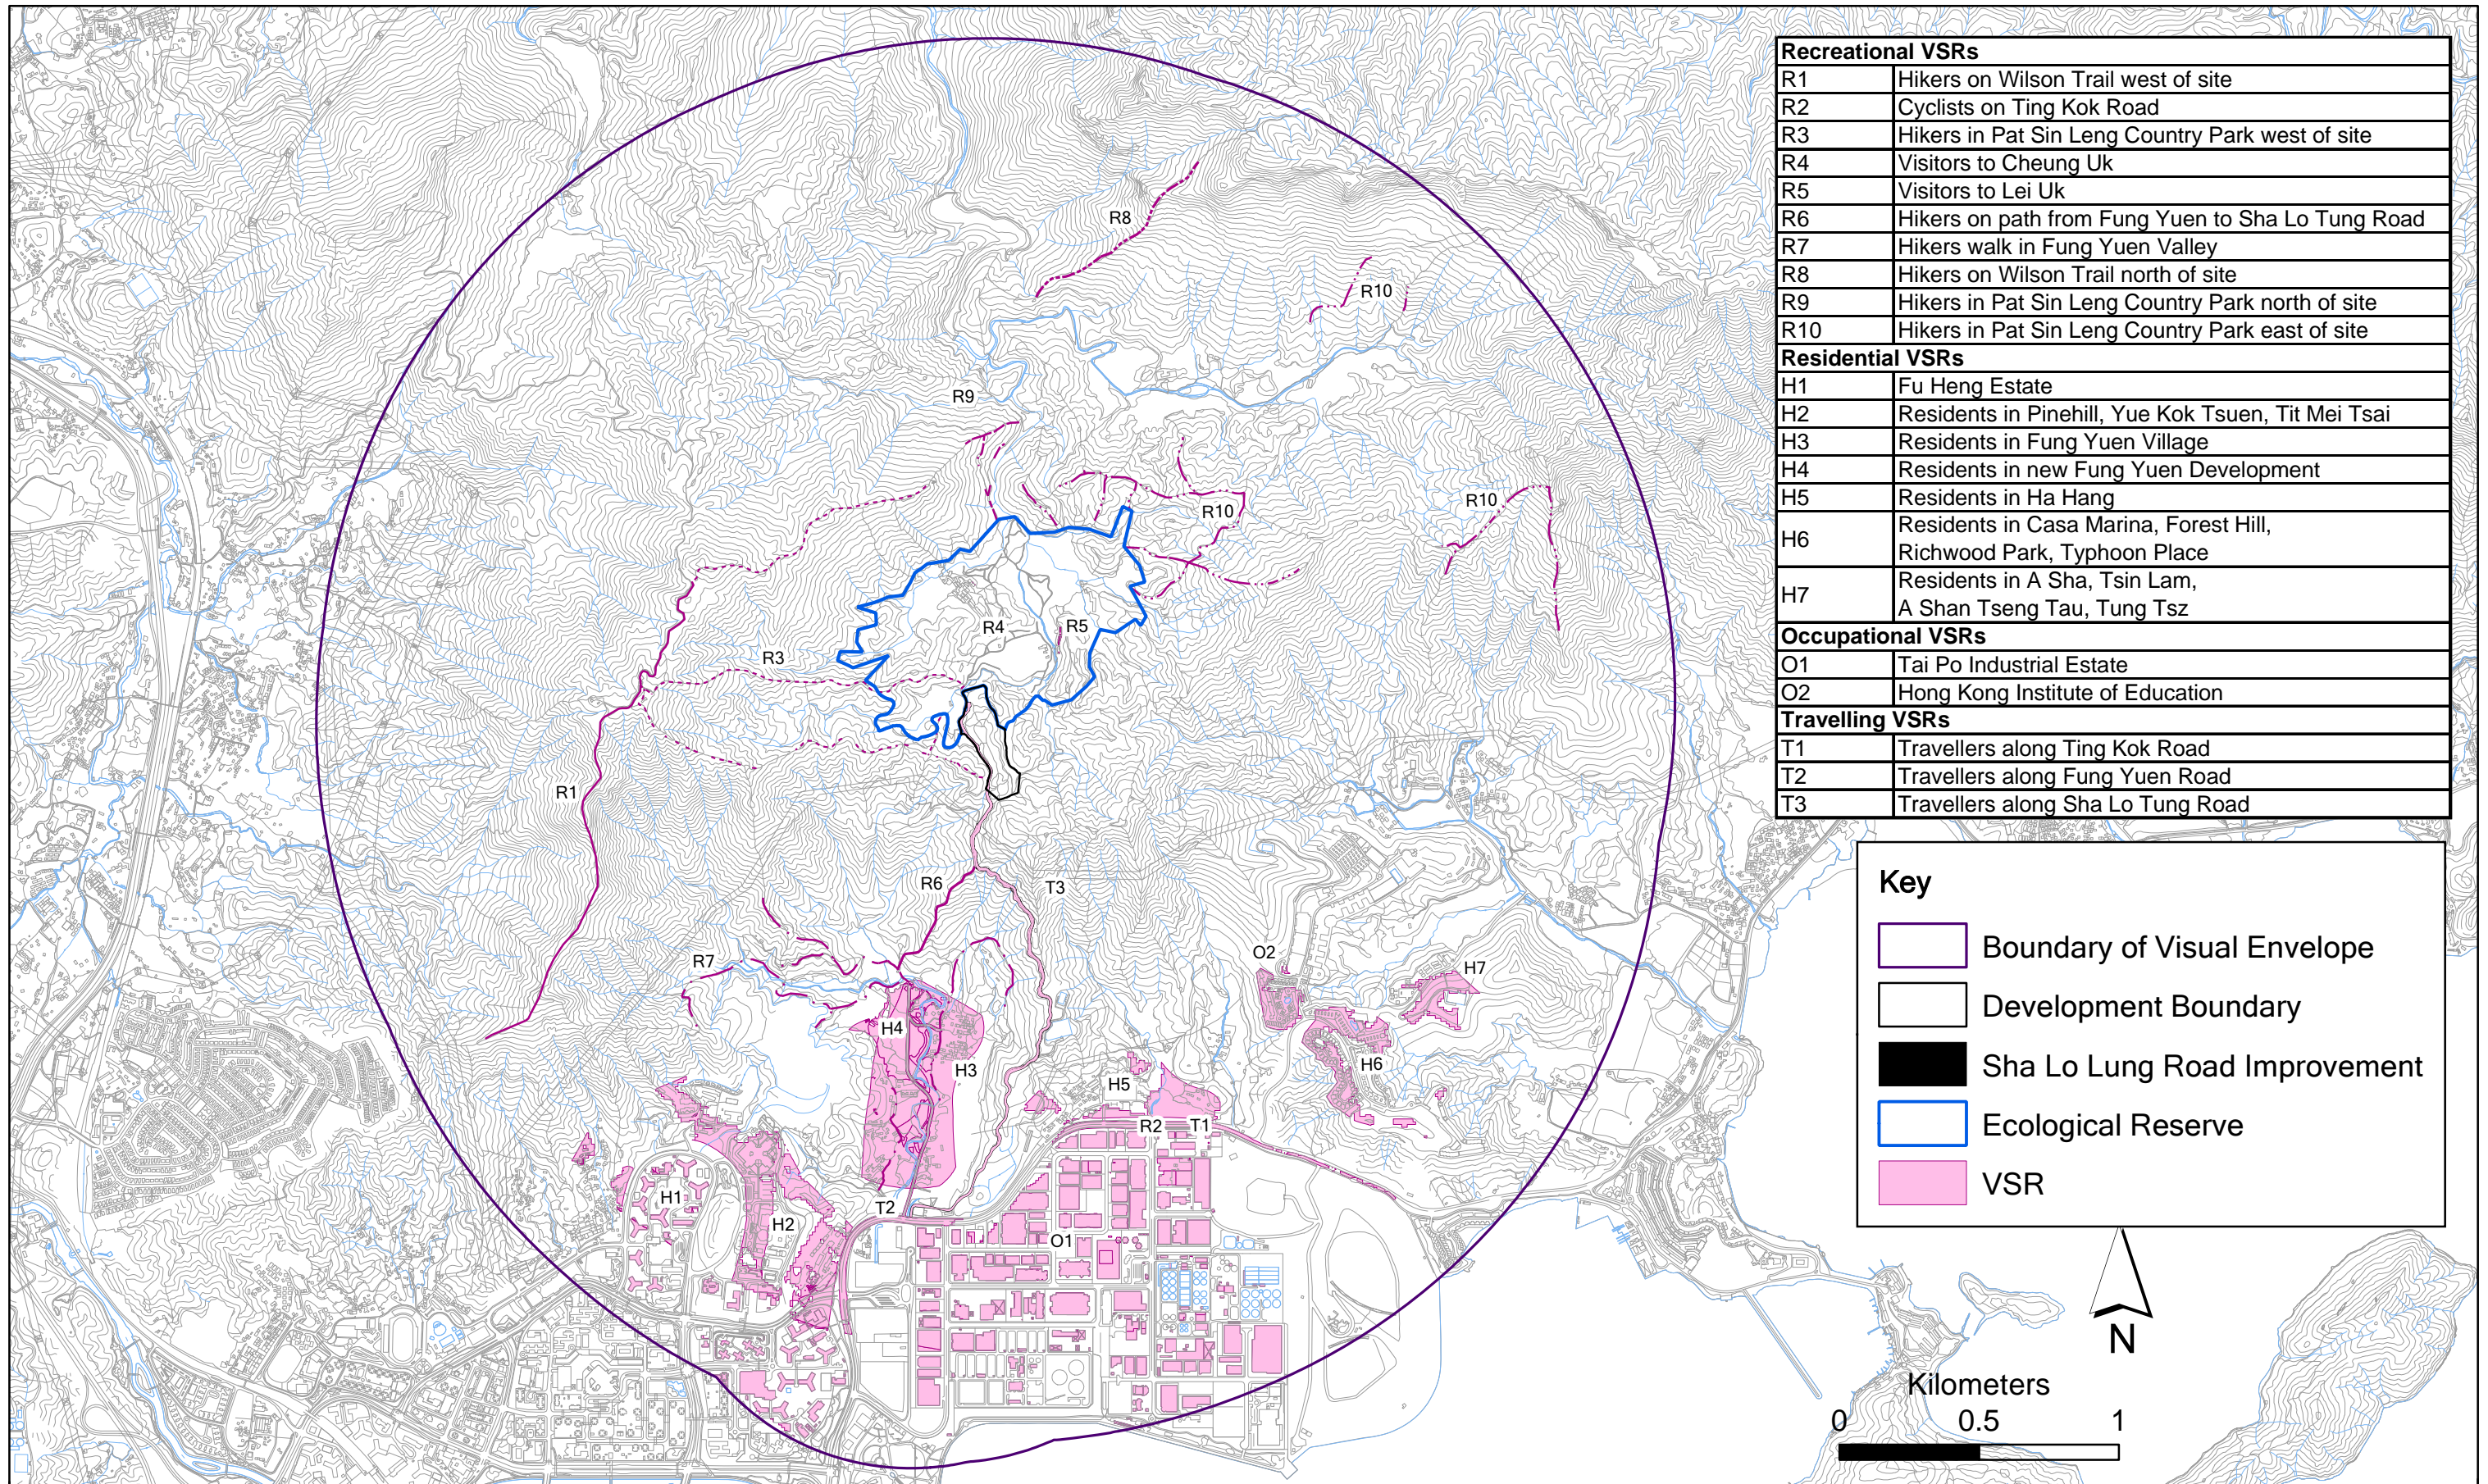 Recreational VSRs
R1 Hikers on Wilson Trail west of site
R2 Cyclists on Ting Kok Road
R3 Hikers in Pat Sin Leng Country Park west of site
R4 Visitors to Cheung Uk
R5 Visitors to Lei Uk
R6 Hikers on path from Fung Yuen to Sha Lo Tung Road
R7 Hikers walk in Fung Yuen Valley
R8 Hikers on Wilson Trail north of site
R9 Hikers in Pat Sin Leng Country Park north of site
R10 Hikers in Pat Sin Leng Country Park east of site
Residential VSRs
H1 Fu Heng Estate
H2 Residents in Pinehill, Yue Kok Tsuen, Tit Mei Tsai
H3 Residents in Fung Yuen Village
H4 Residents in new Fung Yuen Development
H5 Residents in Ha Hang
H6 Residents in Casa Marina, Forest Hill,
Richwood Park, Typhoon Place
H7 Residents in A Sha, Tsin Lam,
A Shan Tseng Tau, Tung Tsz
Occupational VSRs
O1 Tai Po Industrial Estate
O2 Hong Kong Institute of Education
Travelling VSRs
T1 Travellers along Ting Kok Road
T2 Travellers along Fung Yuen Road
T3 Travellers along Sha Lo Tung Road
R8
R10
R9
R10
R10
R4
R5
R3
R1
R6
T3
O2
R7
H7
H4
H3
H6
H5
R2
T1
H1
T2
H2
O1
Key
Boundary of Visual Envelope
Development Boundary
Sha Lo Lung Road Improvement
Ecological Reserve
VSR
N
Kilometers
0 0.5 1